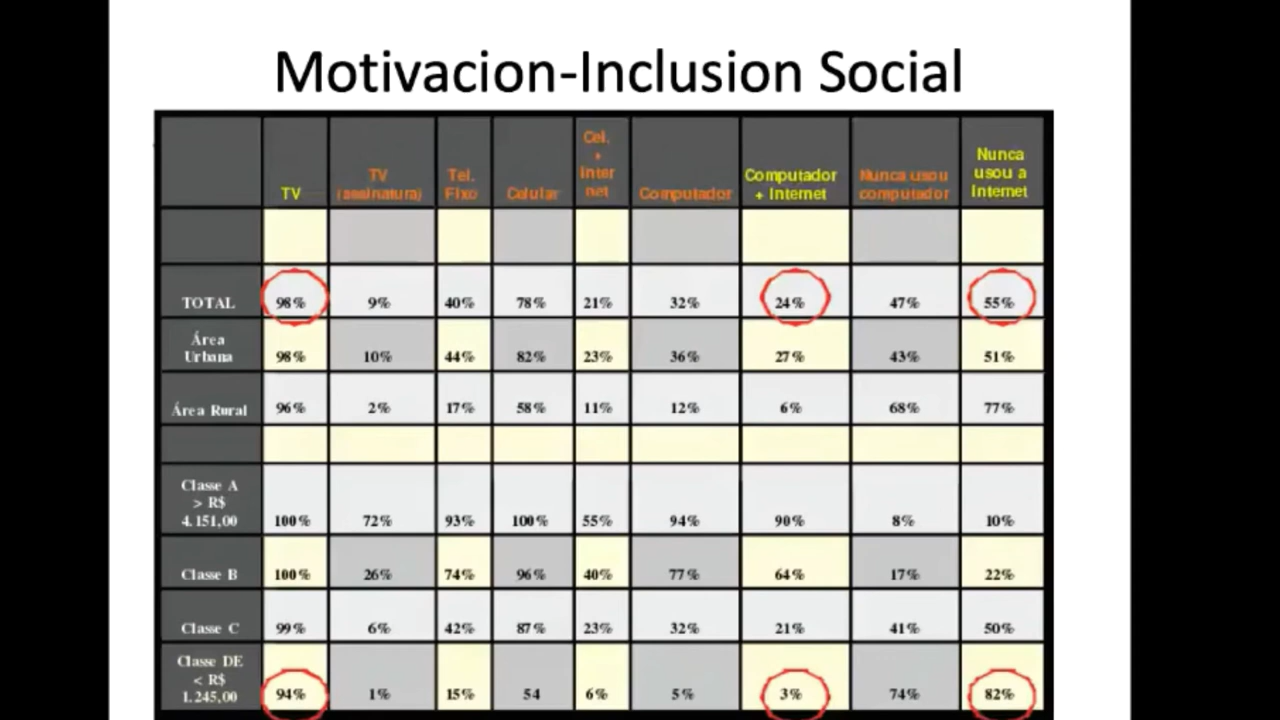 Motivacion-Inclusion Social
TV TV (assinatura) Tel. Fixo Celular Cel. + Inter net Computador Computador + Internet Nunca usou computador Nunca usou a Internet
TOTAL 98% 9% 40% 78% 21% 32% 24% 47% 55%
Área Urbana 98% 10% 44% 82% 23% 36% 27% 43% 51%
Área Rural 96% 2% 17% 58% 11% 12% 6% 68% 77%
Classe A > R$ 4.151,00 100% 72% 93% 100% 55% 94% 90% 8% 10%
Classe B 100% 26% 74% 96% 40% 77% 64% 17% 22%
Classe C 99% 6% 42% 87% 23% 32% 21% 41% 50%
Classe DE < R$ 1.245,00 94% 1% 15% 54 6% 5% 3% 74% 82%